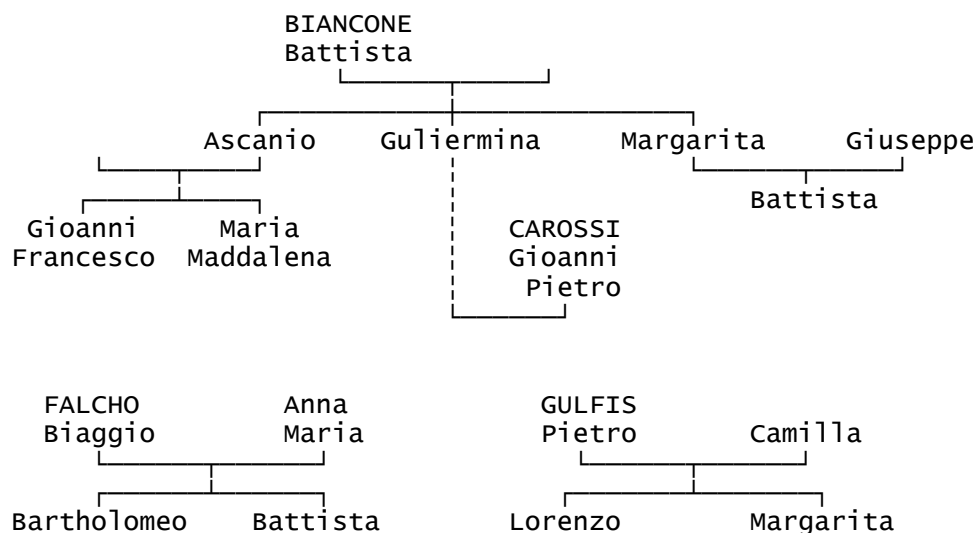 BIANCONE
Battista
Ascanio Guliermina Margarita Giuseppe
Battista
Gioanni Maria CAROSSI
Francesco Maddalena Gioanni
Pietro
FALCHO Anna GULFIS
Biaggio Maria Pietro Camilla
Bartholomeo Battista Lorenzo Margarita